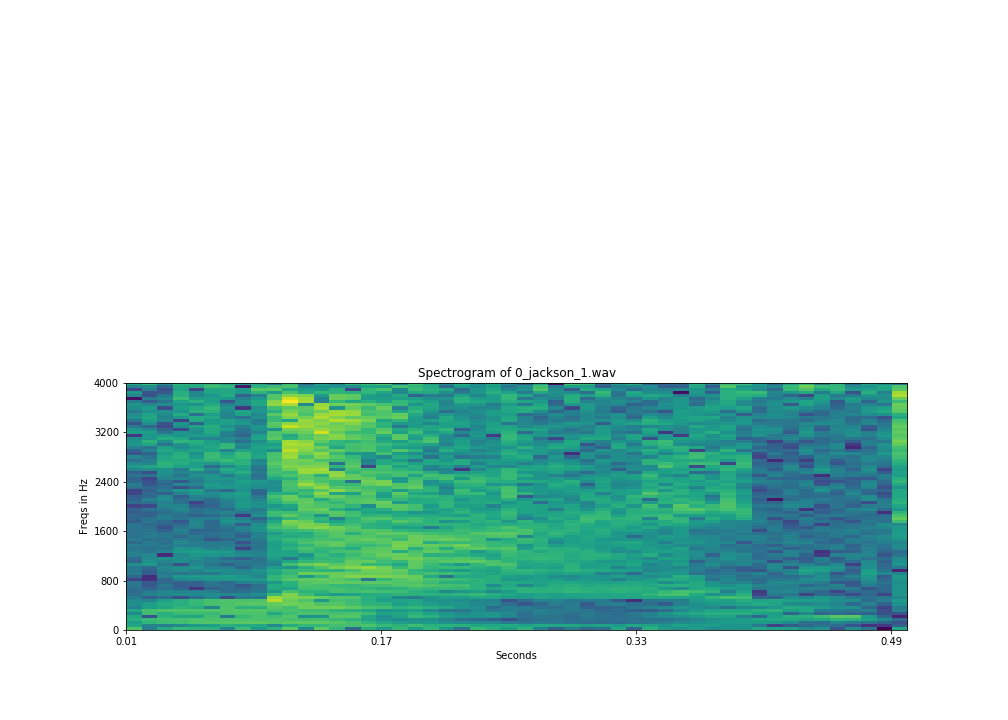 Spectrogram of 0_jackson_1.wav
4000
3200
2400
1600
800
0
Freqs in Hz
0.01 0.17 0.33 0.49
Seconds